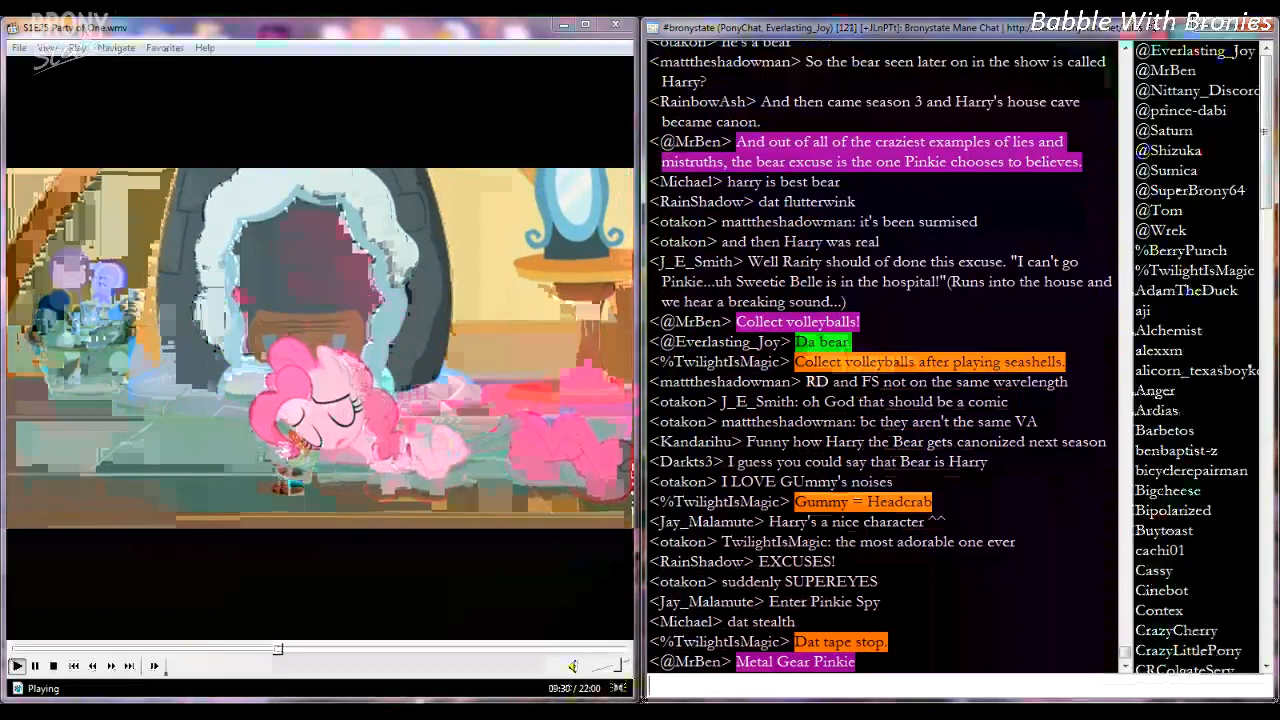 BRONY
State
Babble With Bronies
S1E25 Party of One.wmv
File View Play Navigate Favorites Help
Playing
09:30 / 22:00
#bronystate (PonyChat, Everlasting_Joy) [121] [+JLnPTt]: Bronystate Mane Chat | http:/
<otakon> he's a bear
<matttheshadowman> So the bear seen later on in the show is called
Harry?
<RainbowAsh> And then came season 3 and Harry's house cave
became canon.
<@MrBen> And out of all of the craziest examples of lies and
mistruths, the bear excuse is the one Pinkie chooses to believes.
<Michael> harry is best bear
<RainShadow> dat flutterwink
<otakon> matttheshadowman: it's been surmised
<otakon> and then Harry was real
<J_E_Smith> Well Rarity should of done this excuse. "I can't go
Pinkie...uh Sweetie Belle is in the hospital!"(Runs into the house and
we hear a breaking sound...)
<@MrBen> Collect volleyballs!
<@Everlasting_Joy> Da bear!
<%TwilightIsMagic> Collect volleyballs after playing seashells.
<matttheshadowman> RD and FS not on the same wavelength
<otakon> J_E_Smith: oh God that should be a comic
<otakon> matttheshadowman: bc they aren't the same VA
<Kandarihu> Funny how Harry the Bear gets canonized next season
<Darkts3> I guess you could say that Bear is Harry
<otakon> I LOVE GUmmy's noises
<%TwilightIsMagic> Gummy = Headcrab
<Jay_Malamute> Harry's a nice character ^^
<otakon> TwilightIsMagic: the most adorable one ever
<RainShadow> EXCUSES!
<otakon> suddenly SUPEREYES
<Jay_Malamute> Enter Pinkie Spy
<Michael> dat stealth
<%TwilightIsMagic> Dat tape stop.
<@MrBen> Metal Gear Pinkie
@Everlasting_Joy
@MrBen
@Nittany_Discord
@prince-dabi
@Saturn
@Shizuka
@Sumica
@SuperBrony64
@Tom
@Wrek
%BerryPunch
%TwilightIsMagic
AdamTheDuck
aji
Alchemist
alexxm
alicorn_texasboyko
Anger
Ardias
Barbetos
benbaptist-z
bicyclerepairman
Bigcheese
Bipolarized
Buytoast
cachi01
Cassy
Cinebot
Contex
CrazyCherry
CrazyLittlePony
CRColgateServ